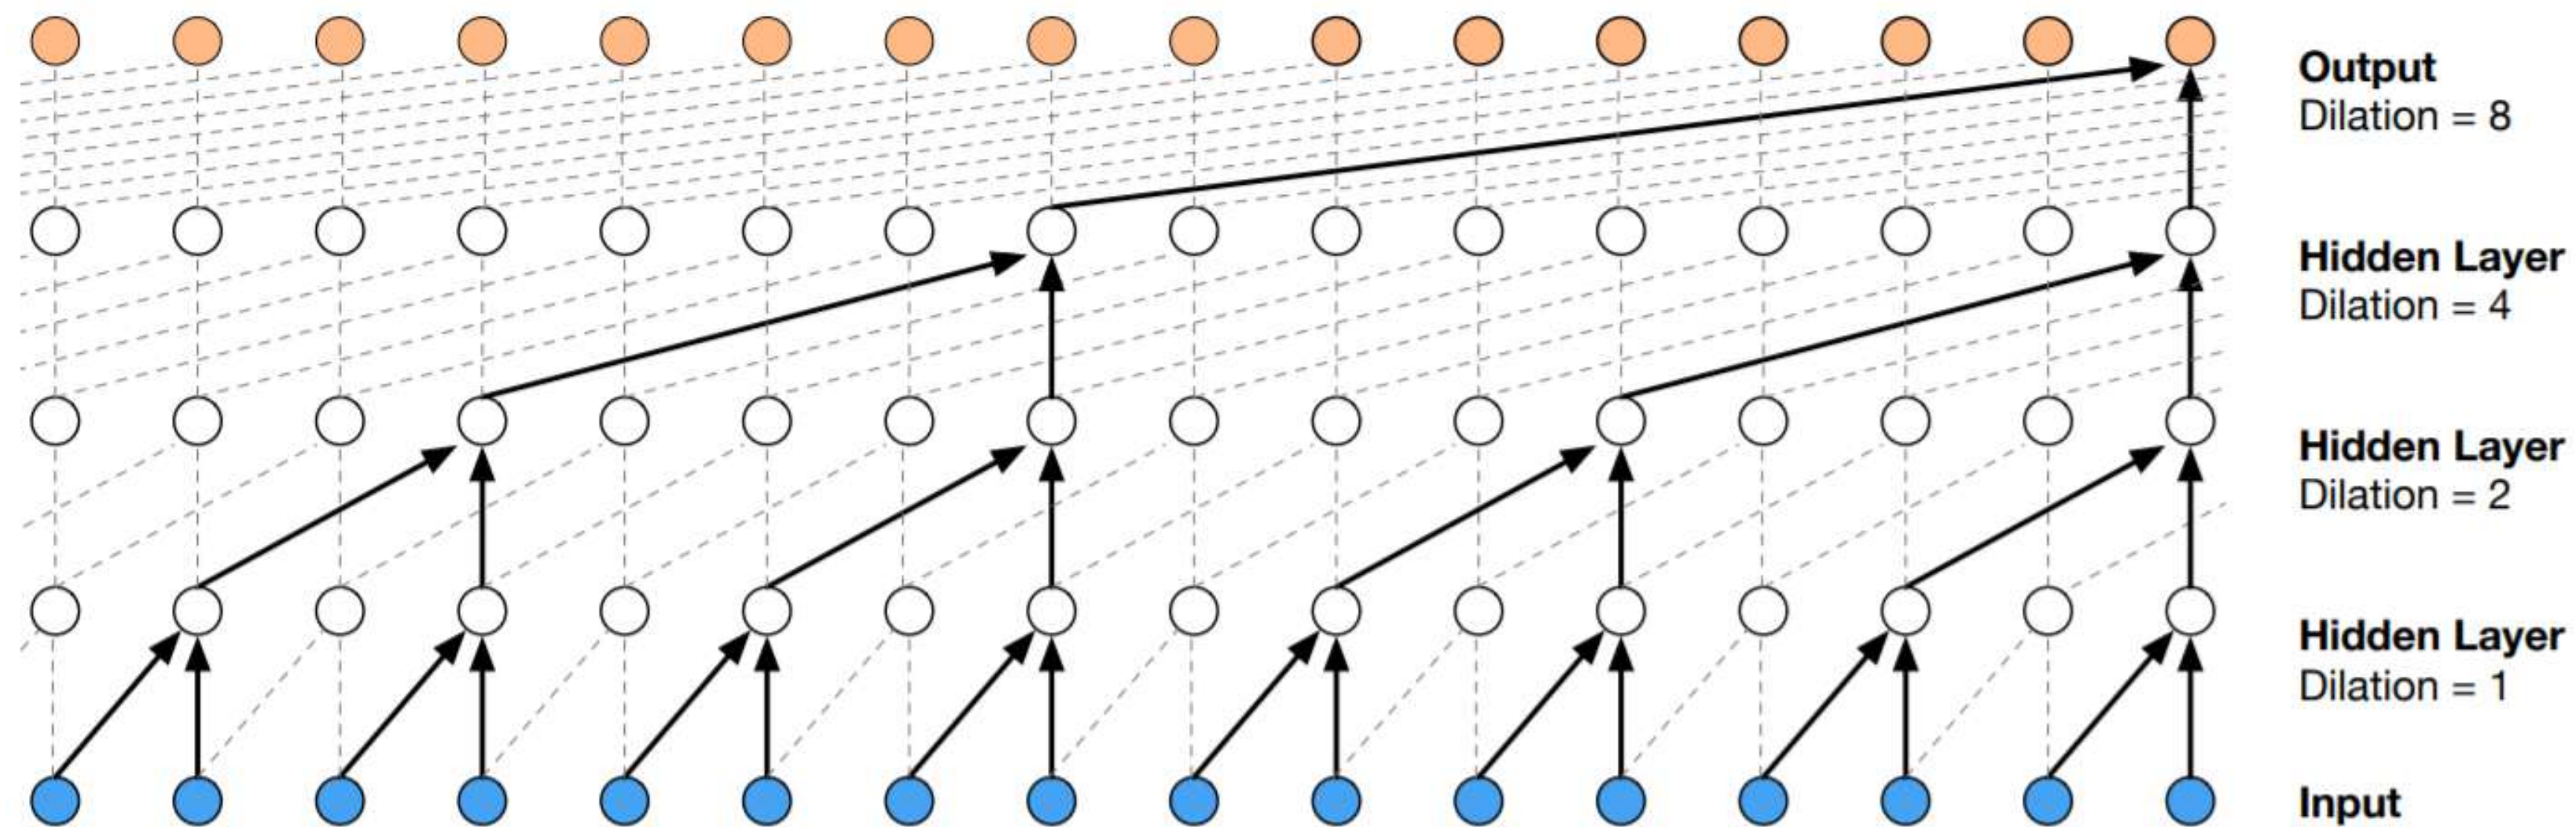 Output
Dilation = 8
Hidden Layer
Dilation = 4
Hidden Layer
Dilation = 2
Hidden Layer
Dilation = 1
Input